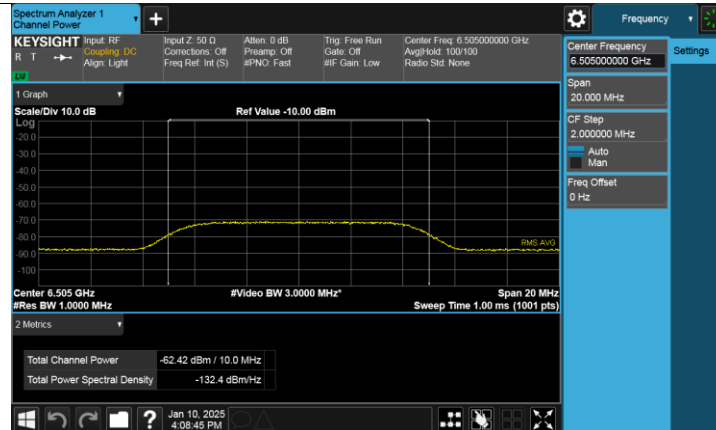 Spectrum Analyzer 1
Channel Power
+
Frequency
KEYSIGHT
R T
LU
Input: RF
Coupling: DC
Align: Light
Input Z: 50 Ω
Corrections: Off
Freq Ref: Int (S)
Atten: 0 dB
Preamp: Off
#PNO: Fast
Trig: Free Run
Gate: Off
#IF Gain: Low
Center Freq: 6.505000000 GHz
Avg|Hold: 100/100
Radio Std: None
Center Frequency
6.505000000 GHz
Settings
Span
20.000 MHz
CF Step
2.000000 MHz
Auto
Man
Freq Offset
0 Hz
1 Graph
Scale/Div 10.0 dB
Ref Value -10.00 dBm
Log
-20.0
-30.0
-40.0
-50.0
-60.0
-70.0
-80.0
-90.0
-100
RMS AVG
Center 6.505 GHz
#Video BW 3.0000 MHz*
Span 20 MHz
#Res BW 1.0000 MHz
Sweep Time 1.00 ms (1001 pts)
2 Metrics
Total Channel Power -62.42 dBm / 10.0 MHz
Total Power Spectral Density -132.4 dBm/Hz
?
Jan 10, 2025
4:08:45 PM